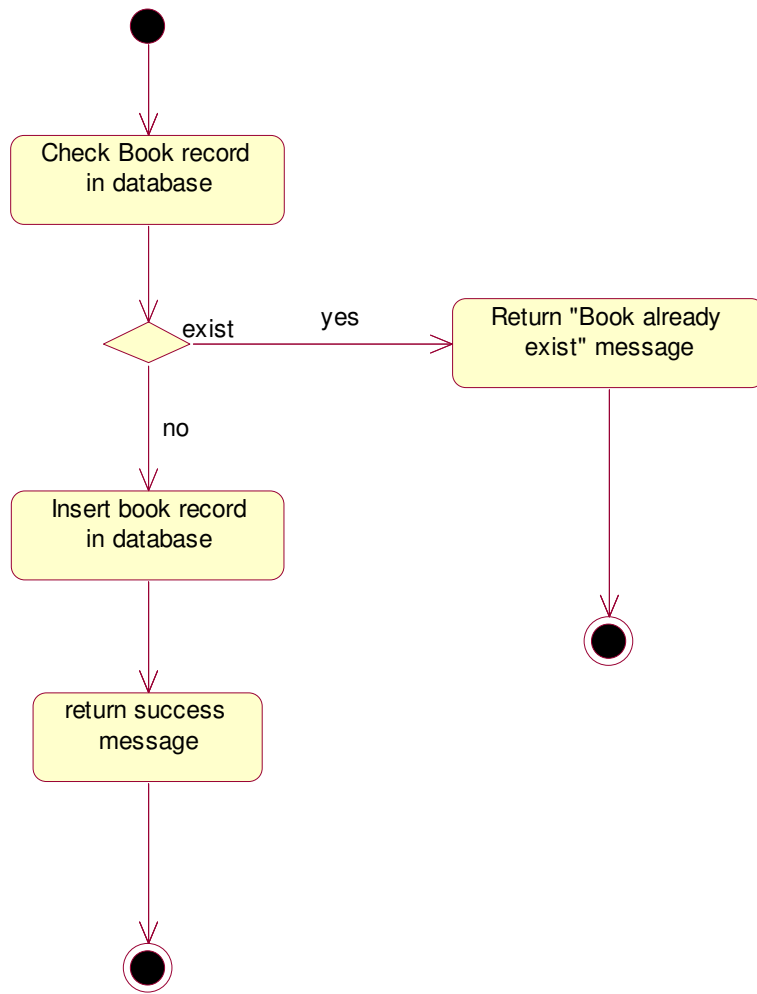 Check Book record
in database
exist
yes
Return "Book already
exist" message
no
Insert book record
in database
return success
message